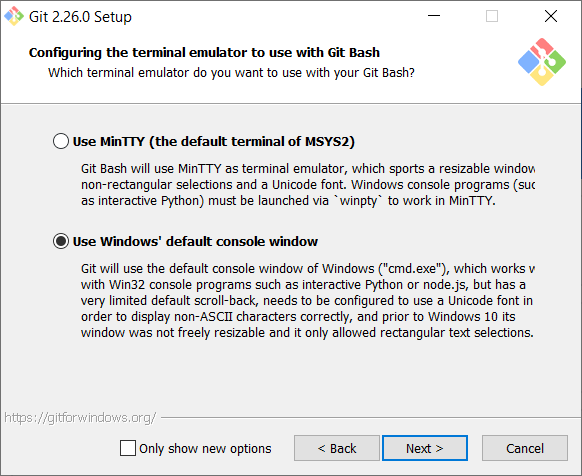 Git 2.26.0 Setup
Configuring the terminal emulator to use with Git Bash
Which terminal emulator do you want to use with your Git Bash?
Use MinTTY (the default terminal of MSYS2)
Git Bash will use MinTTY as terminal emulator, which sports a resizable window
non-rectangular selections and a Unicode font. Windows console programs (suc
as interactive Python) must be launched via `winpty` to work in MinTTY.
Use Windows' default console window
Git will use the default console window of Windows ("cmd.exe"), which works w
with Win32 console programs such as interactive Python or node.js, but has a
very limited default scroll-back, needs to be configured to use a Unicode font in
order to display non-ASCII characters correctly, and prior to Windows 10 its
window was not freely resizable and it only allowed rectangular text selections.
https://gitforwindows.org/
Only show new options
< Back
Next >
Cancel